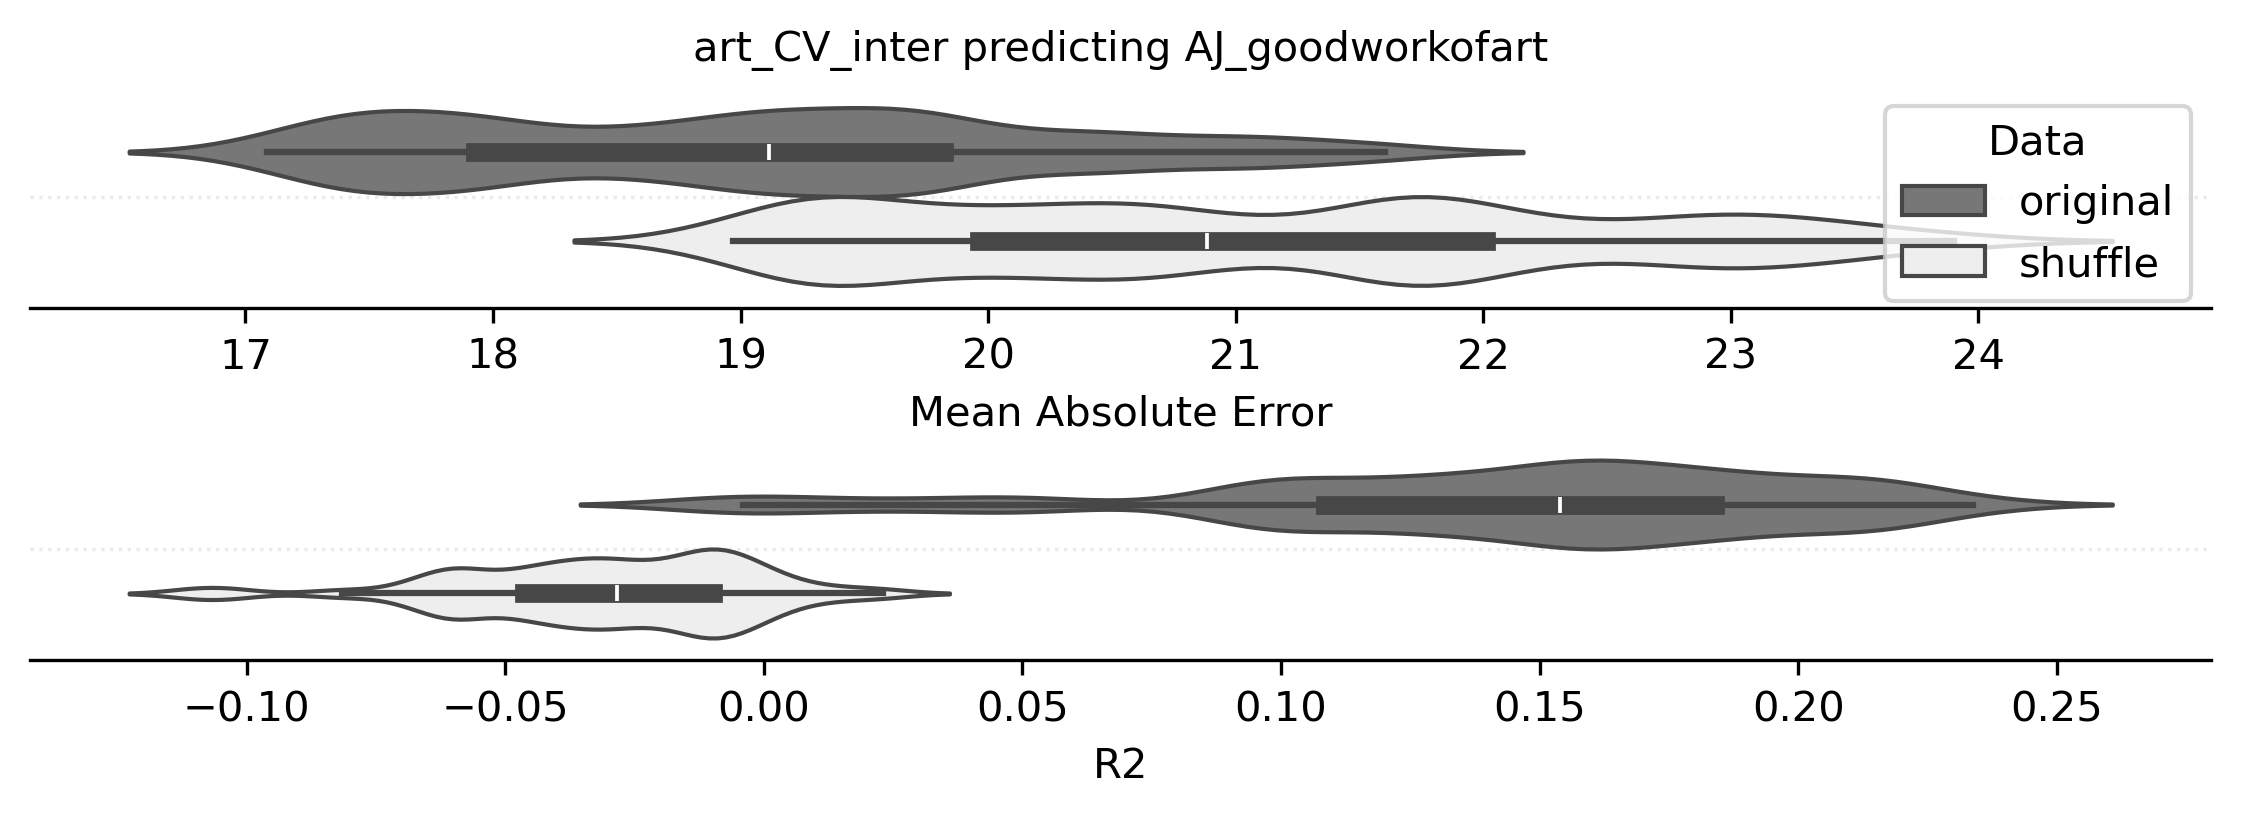 art_CV_inter predicting AJ_goodworkofart
Data
original
shuffle
17 18 19 20 21 22 23 24
Mean Absolute Error
−0.10 −0.05 0.00 0.05 0.10 0.15 0.20 0.25
R2